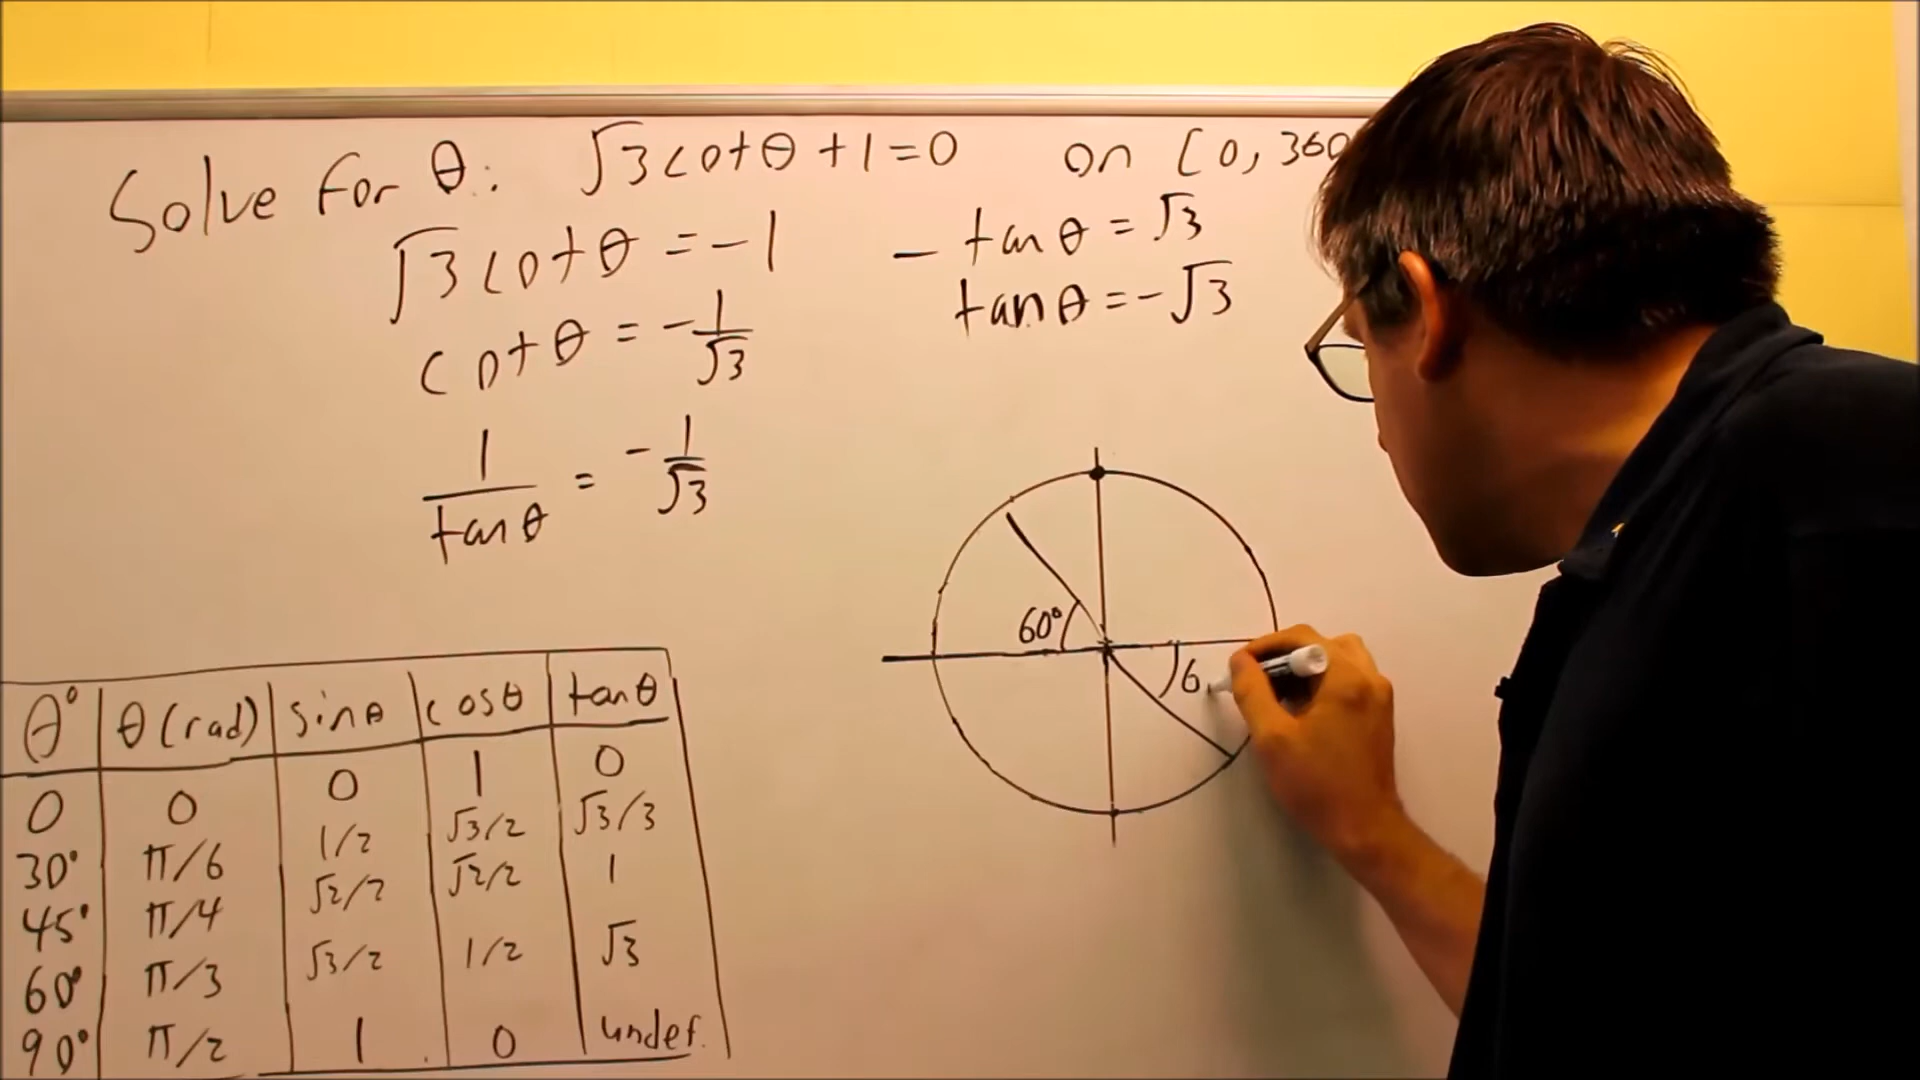 Solve for θ: √3 cot θ + 1 = 0 on [0, 360
√3 cot θ = -1
cot θ = -1/√3
1/tan θ = -1/√3
- tan θ = √3
tan θ = -√3
60°
6
θ° θ (rad) sin θ cos θ tan θ
0 0 0 1 0
30° π/6 1/2 √3/2 √3/3
45° π/4 √2/2 √2/2 1
60° π/3 √3/2 1/2 √3
90° π/2 1 0 undef.